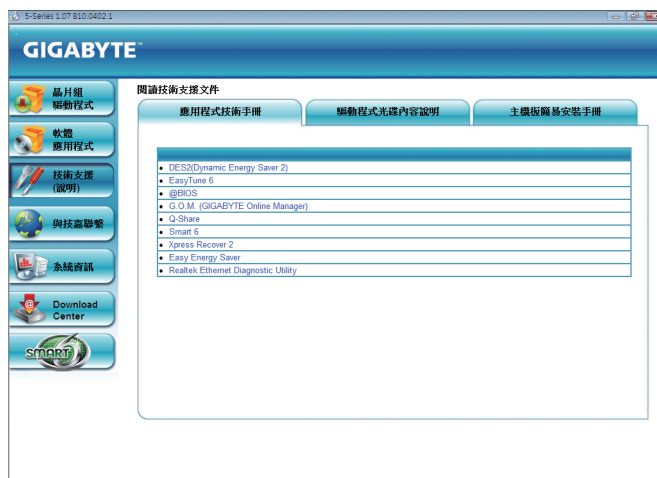 5-Series 1.07 B10.0402.1
GIGABYTE™
晶片組
驅動程式
軟體
應用程式
技術支援
(說明)
與技嘉聯繫
系統資訊
Download
Center
SMART 6
閱讀技術支援文件
應用程式技術手冊
驅動程式光碟內容說明
主機板簡易安裝手冊
• DES2(Dynamic Energy Saver 2)
• EasyTune 6
• @BIOS
• G.O.M. (GIGABYTE Online Manager)
• Q-Share
• Smart 6
• Xpress Recover 2
• Easy Energy Saver
• Realtek Ethernet Diagnostic Utility